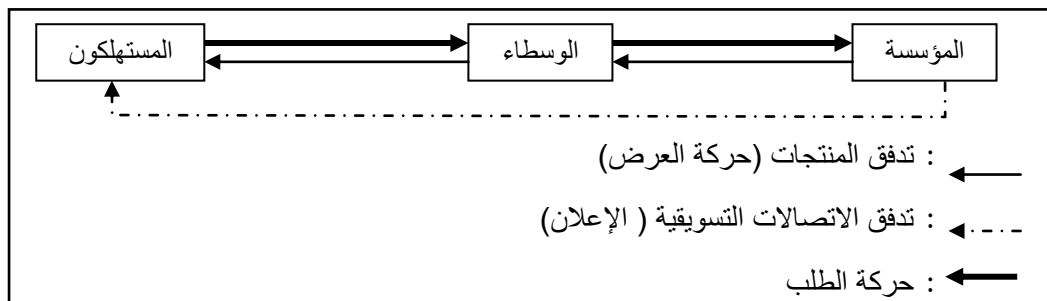 المؤسسة
الوسطاء
المستهلكون
: تدفق المنتجات (حركة العرض)
: تدفق الاتصالات التسويقية ( الإعلان)
: حركة الطلب